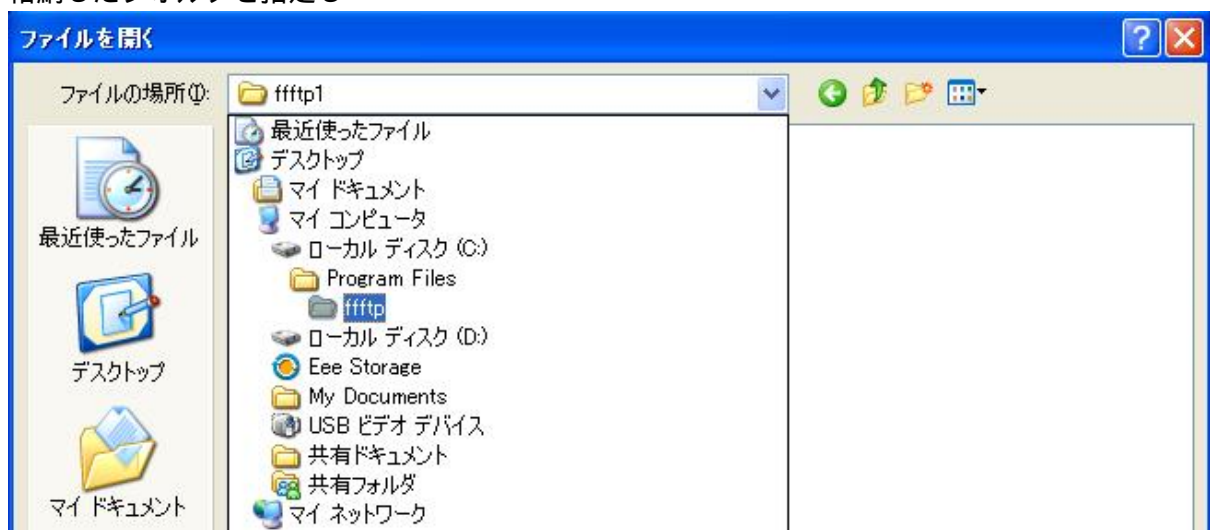 格納したフォルダを指定し
ファイルを開く
ファイルの場所(I):
ffftp1
最近使ったファイル
デスクトップ
マイ ドキュメント
マイ コンピュータ
ローカル ディスク (C:)
Program Files
ffftp
ローカル ディスク (D:)
Eee Storage
My Documents
USB ビデオ デバイス
共有ドキュメント
共有フォルダ
マイ ネットワーク
最近使ったファイル
デスクトップ
マイ ドキュメント